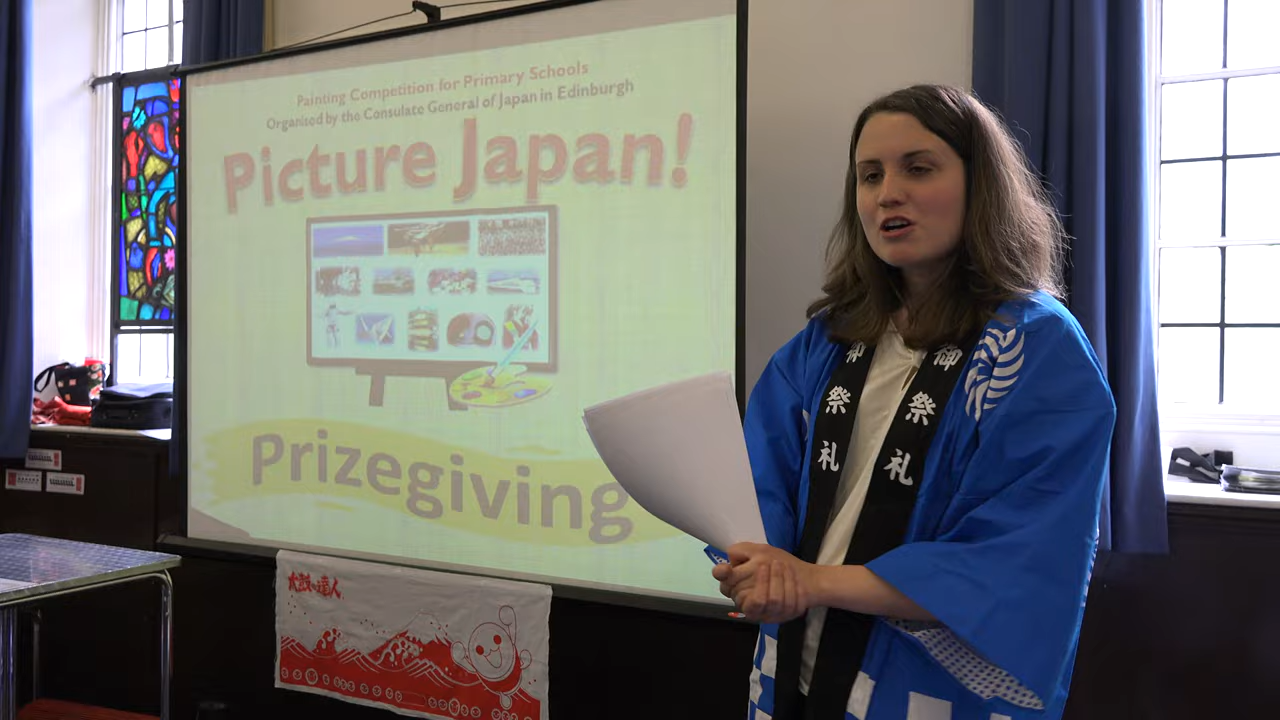 Painting Competition for Primary Schools
Organised by the Consulate General of Japan in Edinburgh
Picture Japan!
Prizegiving
太鼓の達人
御祭礼
御祭礼